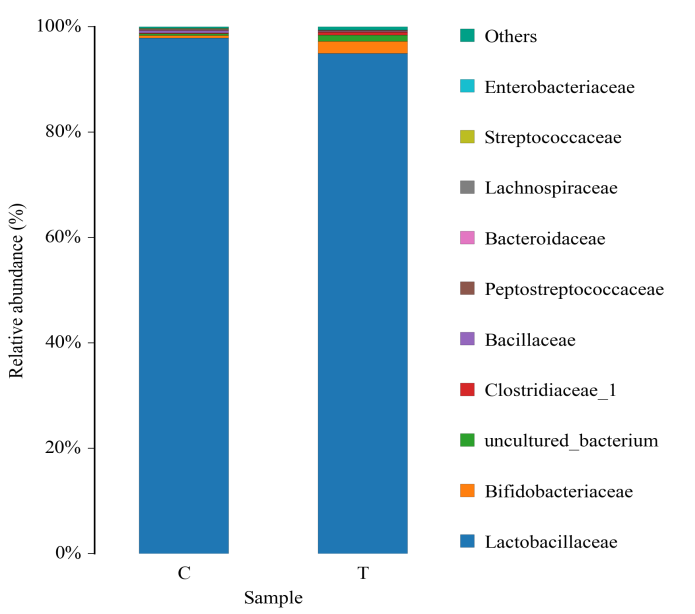 Relative abundance (%)
100%
80%
60%
40%
20%
0%
C
T
Sample
Others
Enterobacteriaceae
Streptococcaceae
Lachnospiraceae
Bacteroidaceae
Peptostreptococcaceae
Bacillaceae
Clostridiaceae_1
uncultured_bacterium
Bifidobacteriaceae
Lactobacillaceae